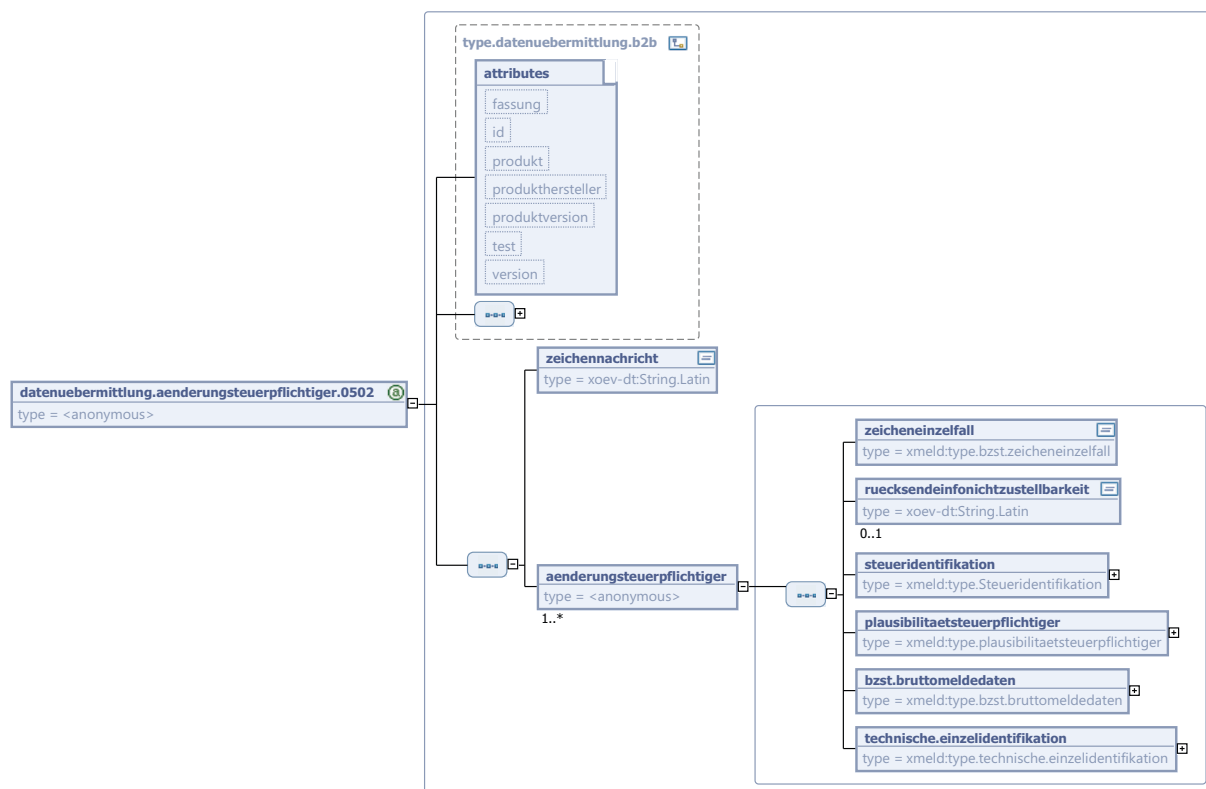 type.datenuebermittlung.b2b
attributes
fassung
id
produkt
produkthersteller
produktversion
test
version
zeichennachricht
type = xoev-dt:String.Latin
datenuebermittlung.aenderungsteuerpflichtiger.0502
type = <anonymous>
zeicheneinzelfall
type = xmeld:type.bzst.zeicheneinzelfall
ruecksendeinfonichtzustellbarkeit
type = xoev-dt:String.Latin
0..1
aenderungsteuerpflichtiger
type = <anonymous>
1..*
steueridentifikation
type = xmeld:type.Steueridentifikation
plausibilitaetsteuerpflichtiger
type = xmeld:type.plausibilitaetsteuerpflichtiger
bzst.bruttomeldedaten
type = xmeld:type.bzst.bruttomeldedaten
technische.einzelidentifikation
type = xmeld:type.technische.einzelidentifikation